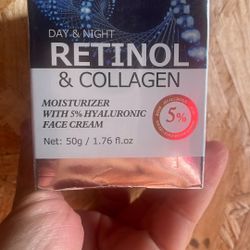 DAY & NIGHT
RETINOL
& COLLAGEN
MOISTURIZER
WITH 5% HYALURONIC
FACE CREAM
5%
Net: 50g / 1.76 fl.oz